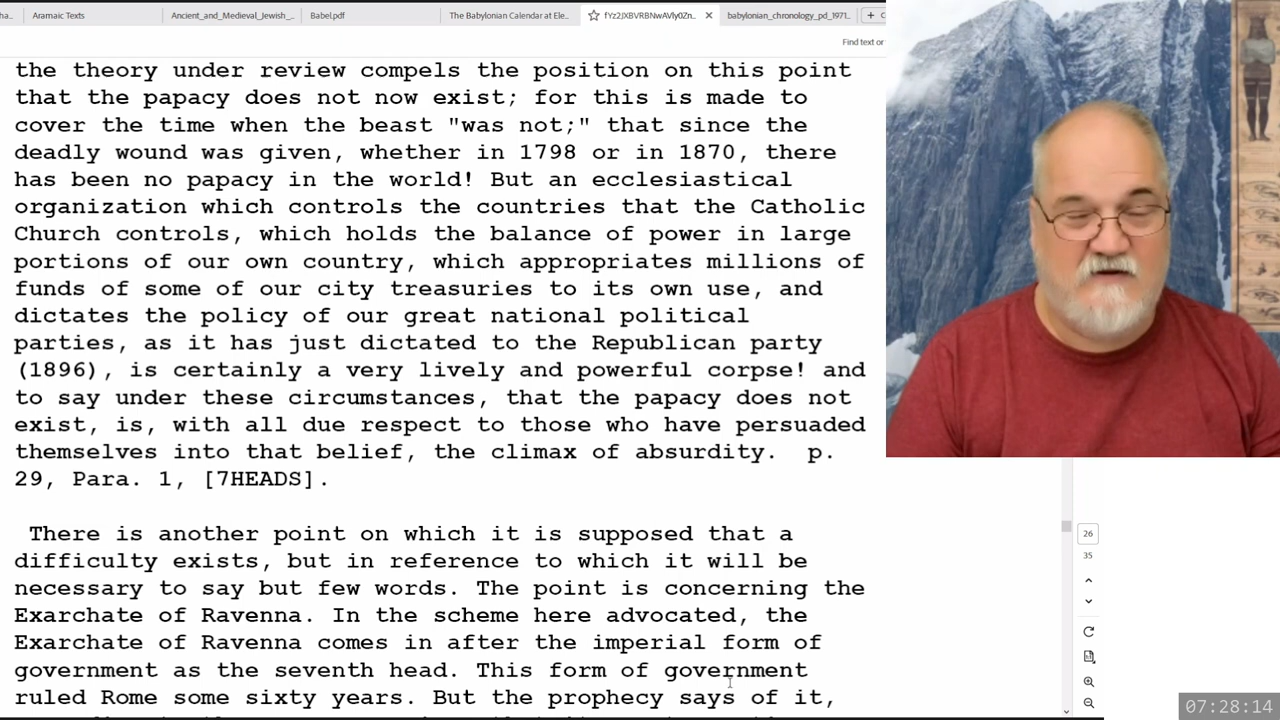 Aramaic Texts
Ancient_and_Medieval_Jewish_...
Babel.pdf
The Babylonian Calendar at Ele...
fYz2JXBVRBNwAVly0Zn...
babylonian_chronology_pd_1971...
Find text or
the theory under review compels the position on this point
that the papacy does not now exist; for this is made to
cover the time when the beast "was not;" that since the
deadly wound was given, whether in 1798 or in 1870, there
has been no papacy in the world! But an ecclesiastical
organization which controls the countries that the Catholic
Church controls, which holds the balance of power in large
portions of our own country, which appropriates millions of
funds of some of our city treasuries to its own use, and
dictates the policy of our great national political
parties, as it has just dictated to the Republican party
(1896), is certainly a very lively and powerful corpse! and
to say under these circumstances, that the papacy does not
exist, is, with all due respect to those who have persuaded
themselves into that belief, the climax of absurdity. p.
29, Para. 1, [7HEADS].
There is another point on which it is supposed that a
difficulty exists, but in reference to which it will be
necessary to say but few words. The point is concerning the
Exarchate of Ravenna. In the scheme here advocated, the
Exarchate of Ravenna comes in after the imperial form of
government as the seventh head. This form of government
ruled Rome some sixty years. But the prophecy says of it,
26
35
07:28:14